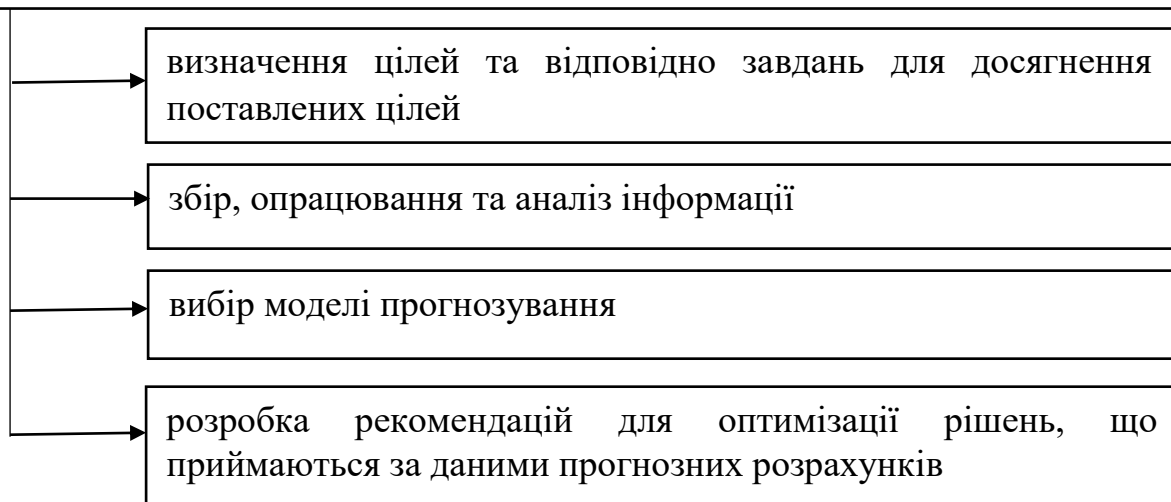 визначення цілей та відповідно завдань для досягнення
поставлених цілей
збір, опрацювання та аналіз інформації
вибір моделі прогнозування
розробка рекомендацій для оптимізації рішень, що
приймаються за даними прогнозних розрахунків